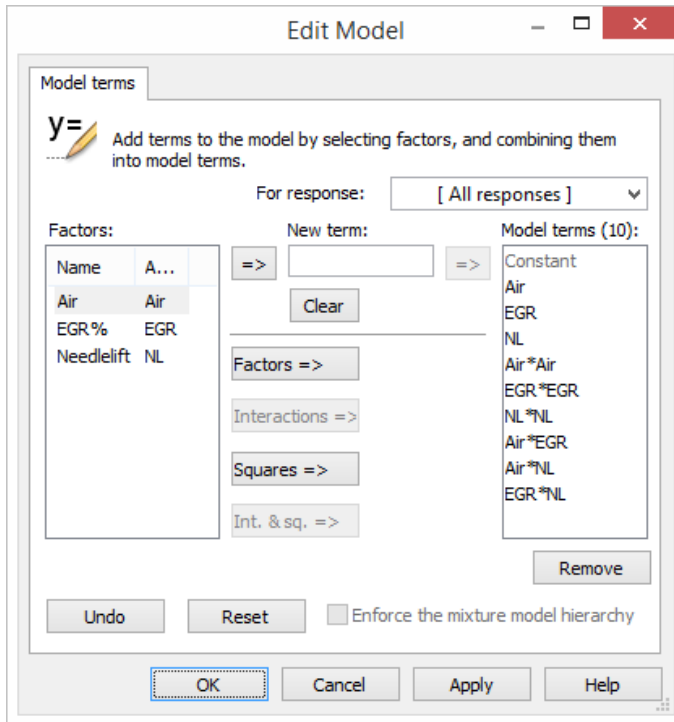 Edit Model
Model terms
y=
Add terms to the model by selecting factors, and combining them
into model terms.
For response: [ All responses ]
Factors: New term: Model terms (10):
Name A...
Air Air
EGR% EGR
Needlelift NL
=>
=>
Clear
Factors =>
Interactions =>
Squares =>
Int. & sq. =>
Constant
Air
EGR
NL
Air*Air
EGR*EGR
NL*NL
Air*EGR
Air*NL
EGR*NL
Remove
Undo Reset Enforce the mixture model hierarchy
OK Cancel Apply Help